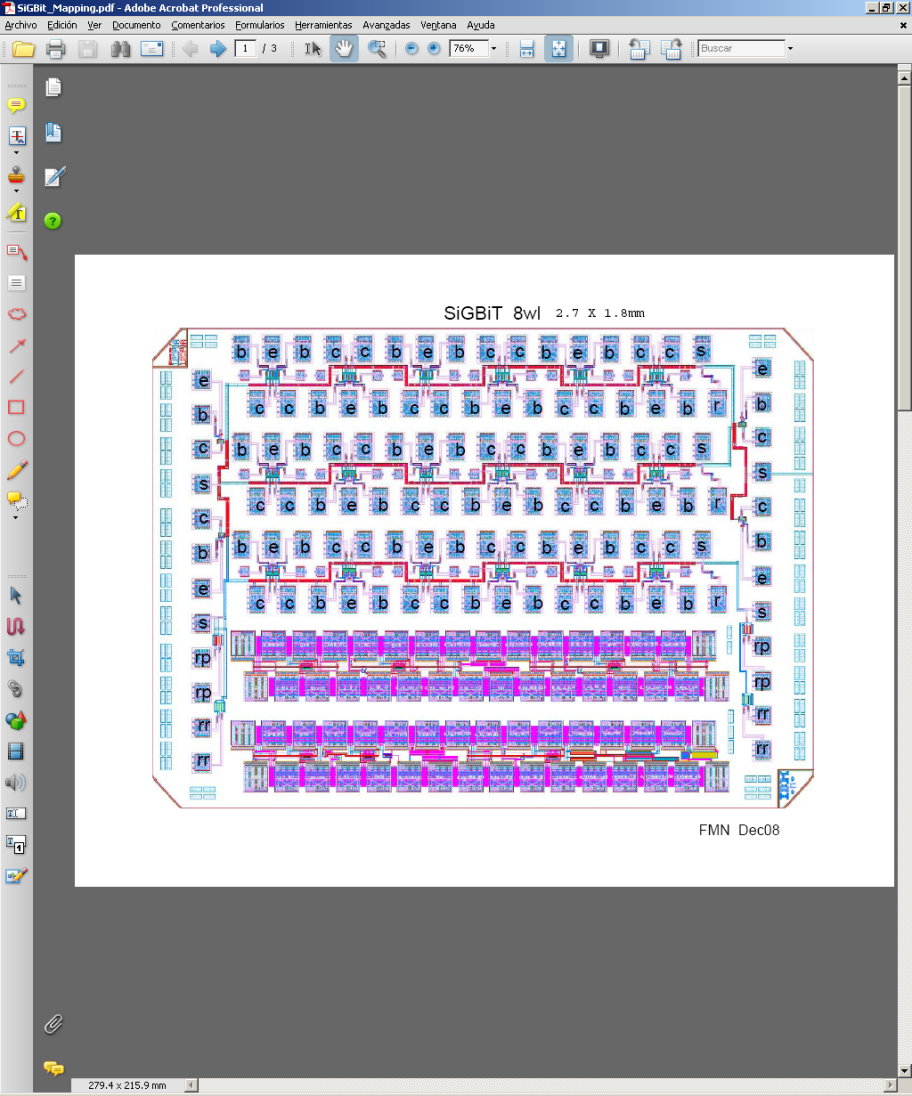 SiGBit_Mapping.pdf - Adobe Acrobat Professional
Archivo Edición Ver Documento Comentarios Formularios Herramientas Avanzadas Ventana Ayuda
1 / 3 76% Buscar
SiGBiT 8wl 2.7 X 1.8mm
b e b c c b e b c c b e b c c s
e e
c c b e b c c b e b c c b e b r
b b
c c
b e b c c b e b c c b e b c c s
s s
c c b e b c c b e b c c b e b r
c c
b e b c c b e b c c b e b c c s
b b
e e
c c b e b c c b e b c c b e b r
s s
rp rp
rp rp
rr rr
rr rr
FMN Dec08
279.4 x 215.9 mm